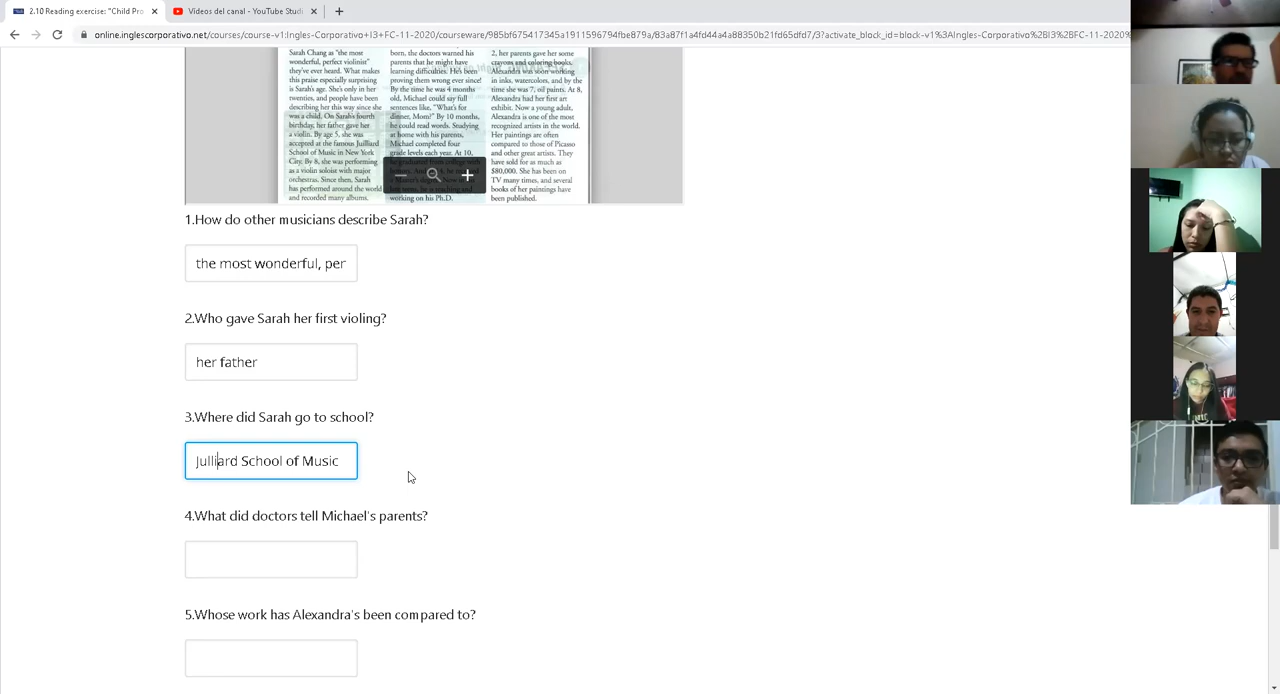 2.10 Reading exercise: "Child Pro
Videos del canal - YouTube Studi
online.inglescorporativo.net/courses/course-v1:Ingles-Corporativo+I3+FC-11-2020/courseware/985bf675417345a1911596794fbe879a/83a87f1a4fd44a4a88350b21fd65dfd7/3?activate_block_id=block-v1%3AIngles-Corporativo%2BI3%2BFC-11-2020%
Sarah Chang as "the most
wonderful, perfect violinist"
they've ever heard. What makes
this praise especially surprising
is Sarah's age. She's only in her
twenties, and people have been
describing her this way since she
was a child. On Sarah's fourth
birthday, her father gave her
a violin. By age 5, she was
accepted at the famous Juilliard
School of Music in New York
City. By 8, she was performing
as a violin soloist with major
orchestras. Since then, Sarah
has performed around the world
and recorded many albums.
born, the doctors warned his
parents that he might have
learning difficulties. He's been
proving them wrong ever since!
By the time he was 4 months
old, Michael could say full
sentences like, "What's for
dinner, Mom?" By 10 months,
he could read words. Studying
at home with his parents,
Michael completed four
grade levels each year. At 10,
he graduated from college with
working on his Ph.D.
2, her parents gave her some
crayons and coloring books.
Alexandra was soon working
in inks, watercolors, and by the
time she was 7, oil paints. At 8,
Alexandra had her first art
exhibit. Now a young adult,
Alexandra is one of the most
recognized artists in the world.
Her paintings are often
compared to those of Picasso
and other great artists. They
have sold for as much as
$80,000. She has been on
TV many times, and several
books of her paintings have
been published.
1.How do other musicians describe Sarah?
the most wonderful, per
2.Who gave Sarah her first violing?
her father
3.Where did Sarah go to school?
Julliard School of Music
4.What did doctors tell Michael's parents?
5.Whose work has Alexandra's been compared to?